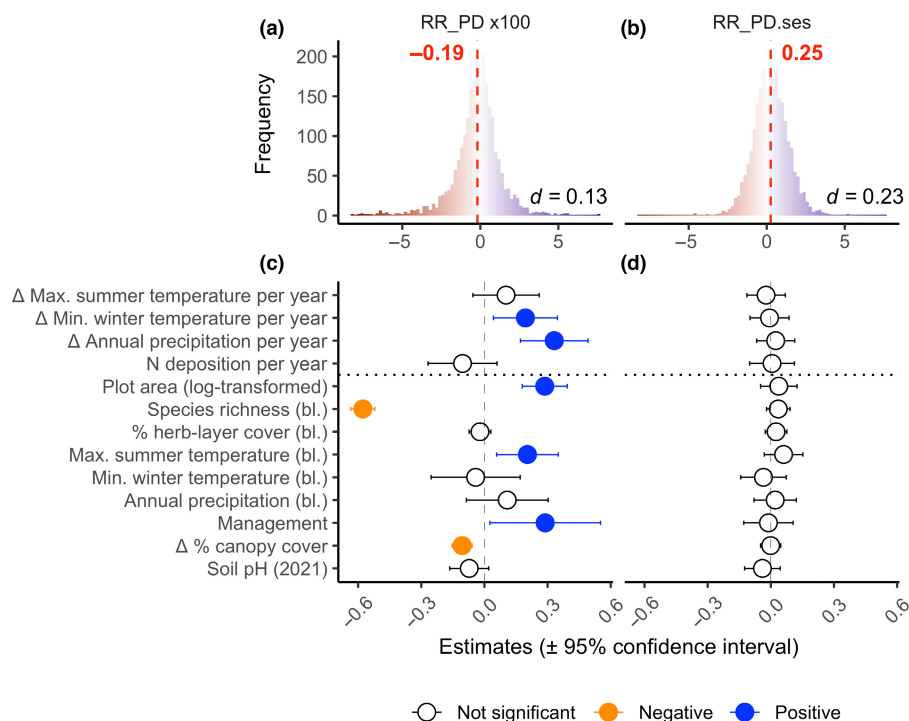 (a) RR_PD x100 (b) RR_PD.ses
–0.19 0.25
200
150
100
50
0
Frequency
d = 0.13 d = 0.23
−5 0 5 −5 0 5
(c) (d)
Δ Max. summer temperature per year
Δ Min. winter temperature per year
Δ Annual precipitation per year
N deposition per year
Plot area (log-transformed)
Species richness (bl.)
% herb-layer cover (bl.)
Max. summer temperature (bl.)
Min. winter temperature (bl.)
Annual precipitation (bl.)
Management
Δ % canopy cover
Soil pH (2021)
−0.6 −0.3 0.0 0.3 0.6 −0.6 −0.3 0.0 0.3 0.6
Estimates (± 95% confidence interval)
Not significant Negative Positive